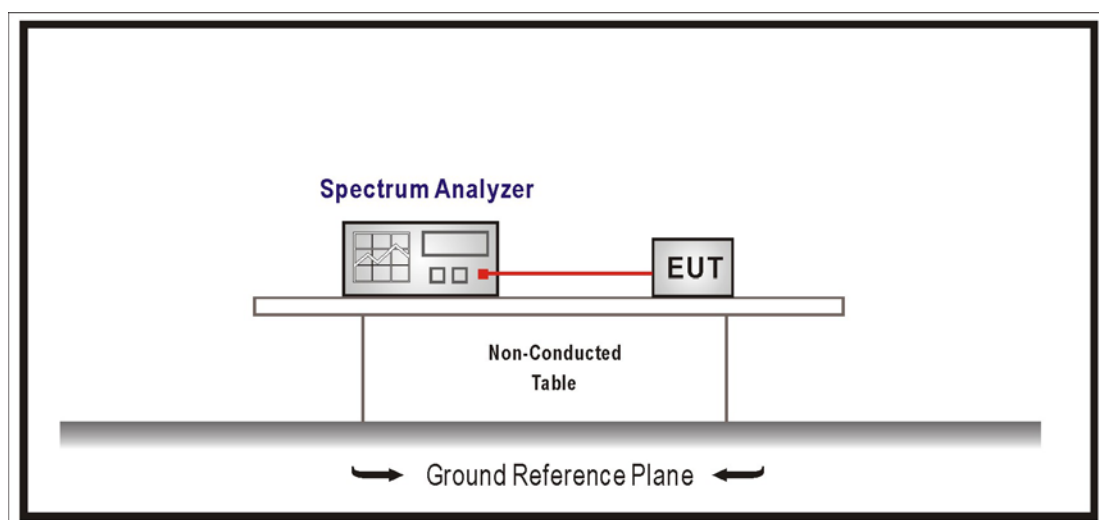 Spectrum Analyzer
EUT
Non-Conducted
Table
Ground Reference Plane